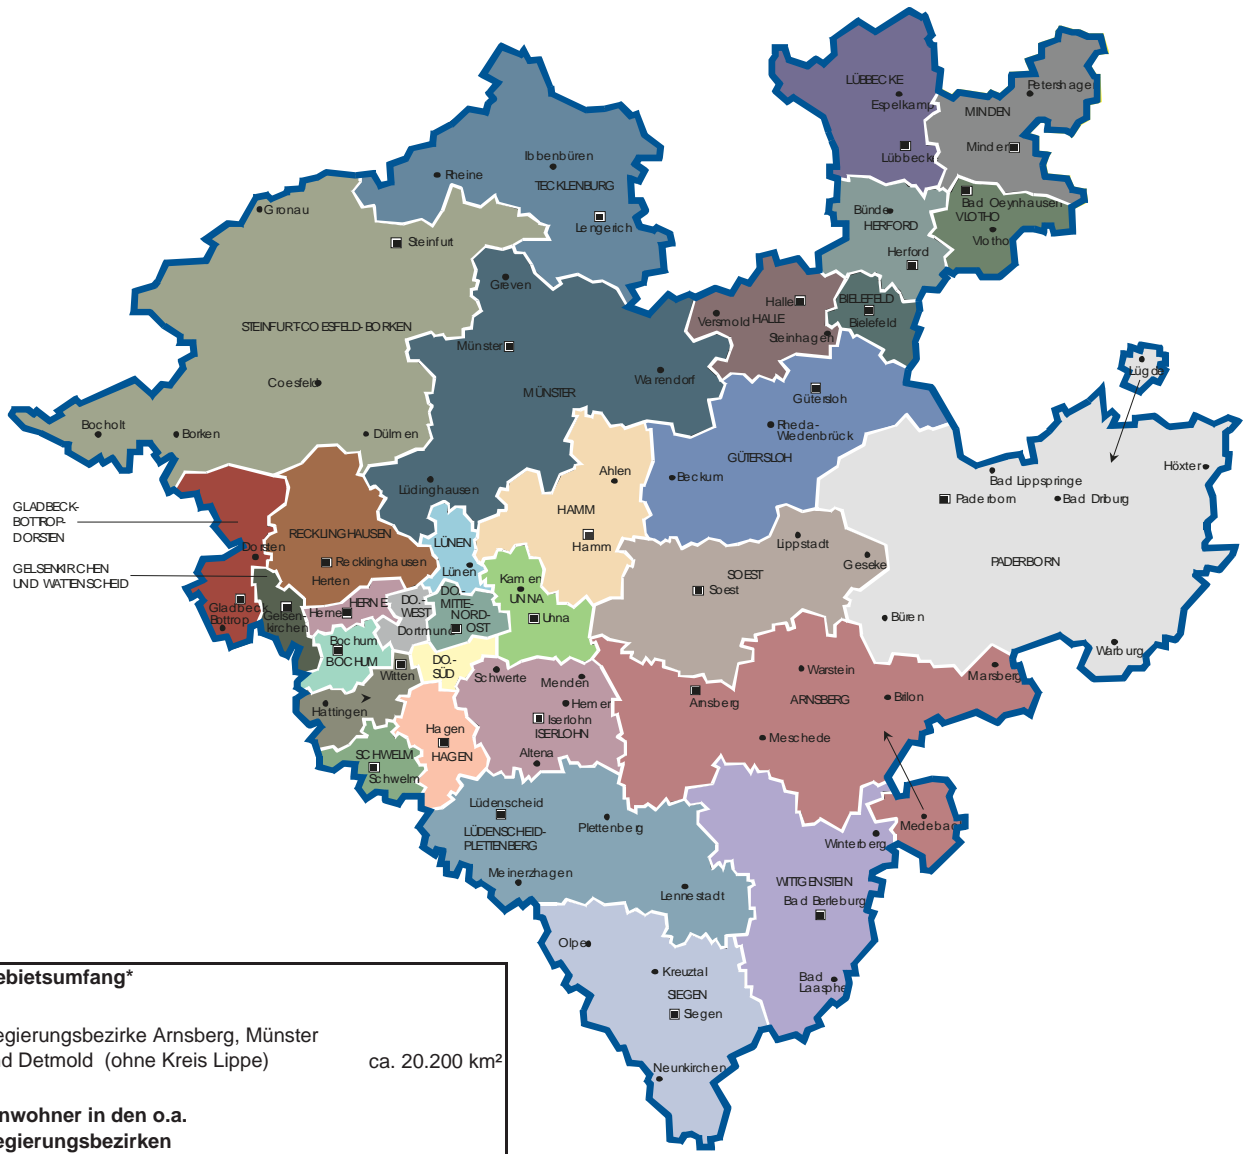 LÜBBECKE
Espelkamp
Lübbecke
Petershagen
MINDEN
Minden
Ibbenbüren
Rheine
TECKLENBURG
Lengerich
Gronau
Steinfurt
Bünde
HERFORD
Herford
Bad Oeynhausen
VLOTHO
Vlotho
Greven
STEINFURT-COESFELD-BORKEN
Münster
MÜNSTER
Warendorf
Halle
Versmold
HALLE
Steinhagen
BIELEFELD
Bielefeld
Lügde
Coesfeld
Bocholt
Borken
Dülmen
Gütersloh
Rheda-
Wiedenbrück
GÜTERSLOH
Beckum
Ahlen
Lüdinghausen
HAMM
Hamm
Bad Lippspringe
Höxter
Paderborn
Bad Driburg
PADERBORN
Büren
Warburg
GLADBECK-
BOTTROP-
DORSTEN
GELSENKIRCHEN
UND WATTENSCHEID
Dorsten
RECKLINGHAUSEN
Recklinghausen
Herten
LÜNEN
Lünen
Kamen
UNNA
Unna
Lippstadt
Geseke
SOEST
Soest
Gladbeck
Bottrop
Gelsen-
kirchen
Herne
HERNE
DO.-
WEST
Dortmund
DO.-
MITTE-
NORD-
OST
Bochum
BOCHUM
Witten
DO.-
SÜD
Schwerte
Menden
Hemer
Iserlohn
ISERLOHN
Altena
Hattingen
Hagen
HAGEN
SCHWELM
Schwelm
Arnsberg
Warstein
ARNSBERG
Brilon
Marsberg
Meschede
Medebach
Lüdenscheid
LÜDENSCHEID-
PLETTENBERG
Plettenberg
Meinerzhagen
Lennestadt
Winterberg
WITTGENSTEIN
Bad Berleburg
Bad
Laasphe
Olpe
Kreuztal
SIEGEN
Siegen
Neunkirchen
ebietsumfang*
egierungsbezirke Arnsberg, Münster
nd Detmold (ohne Kreis Lippe) ca. 20.200 km²
nwohner in den o.a.
egierungsbezirken